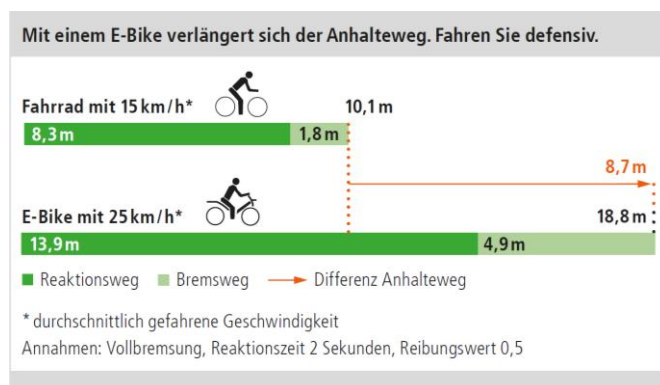 Mit einem E-Bike verlängert sich der Anhalteweg. Fahren Sie defensiv.
Fahrrad mit 15 km/h*
10,1 m
8,3 m
1,8 m
8,7 m
E-Bike mit 25 km/h*
18,8 m
13,9 m
4,9 m
Reaktionsweg Bremsweg Differenz Anhalteweg
* durchschnittlich gefahrene Geschwindigkeit
Annahmen: Vollbremsung, Reaktionszeit 2 Sekunden, Reibungswert 0,5